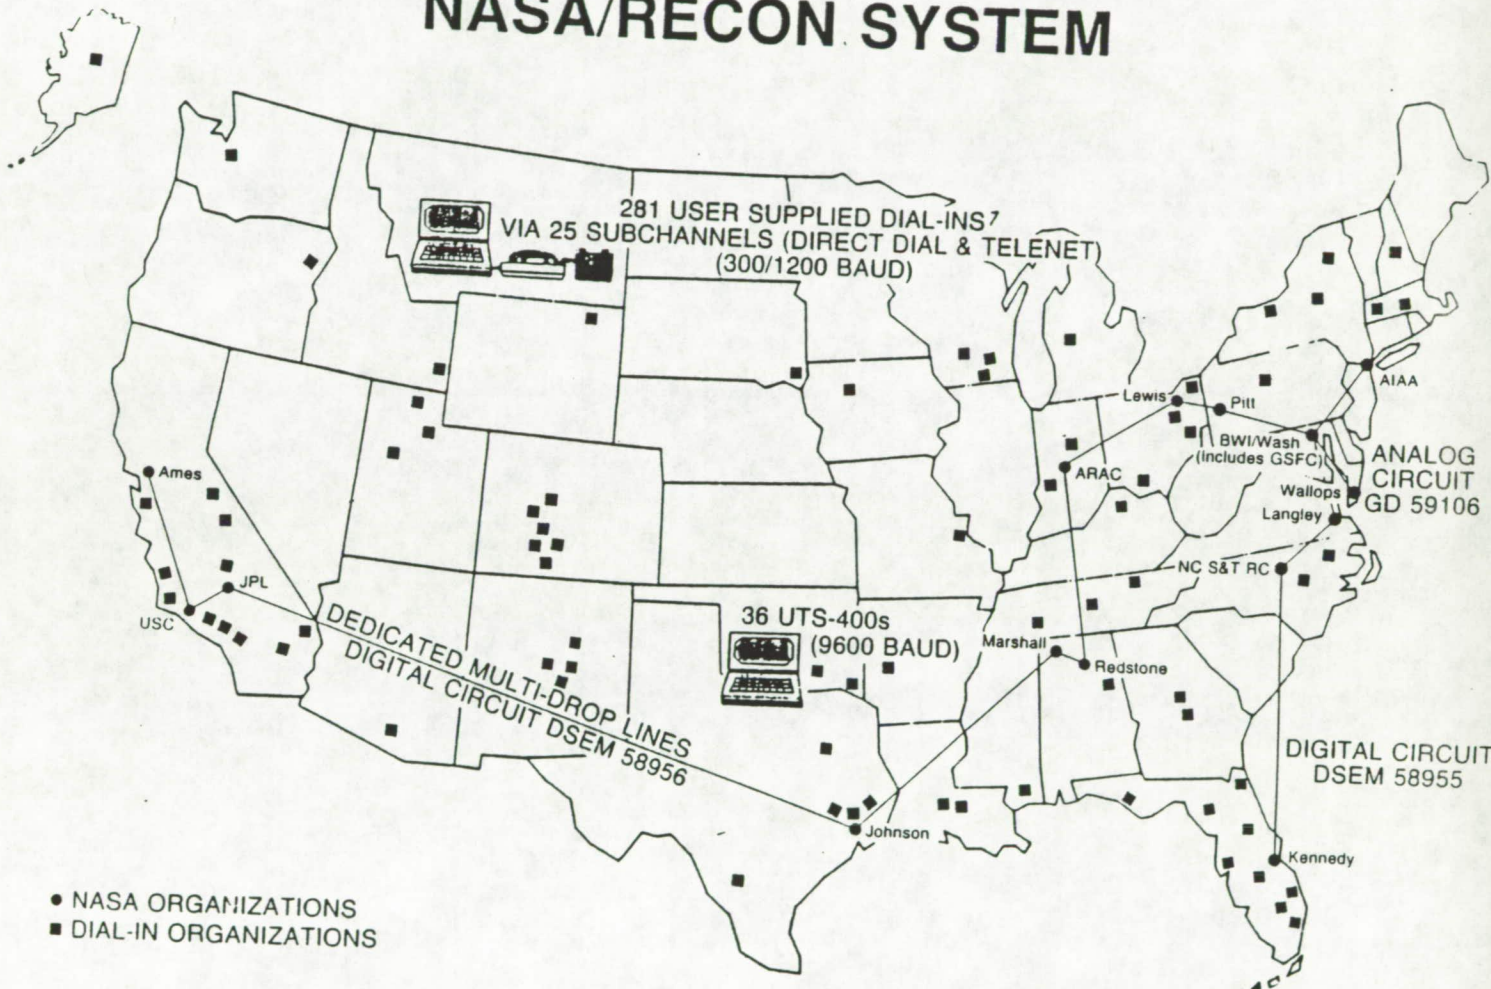 NASA/RECON SYSTEM
281 USER SUPPLIED DIAL-INS
VIA 25 SUBCHANNELS (DIRECT DIAL & TELENET)
(300/1200 BAUD)
AIAA
Lewis
Pitt
BWI/Wash
(Includes GSFC)
ANALOG
CIRCUIT
GD 59106
ARAC
Wallops
Langley
Ames
NC S&T RC
JPL
USC
DEDICATED MULTI-DROP LINES
DIGITAL CIRCUIT DSEM 58956
36 UTS-400s
(9600 BAUD)
Marshall
Redstone
DIGITAL CIRCUIT
DSEM 58955
Johnson
Kennedy
NASA ORGANIZATIONS
DIAL-IN ORGANIZATIONS